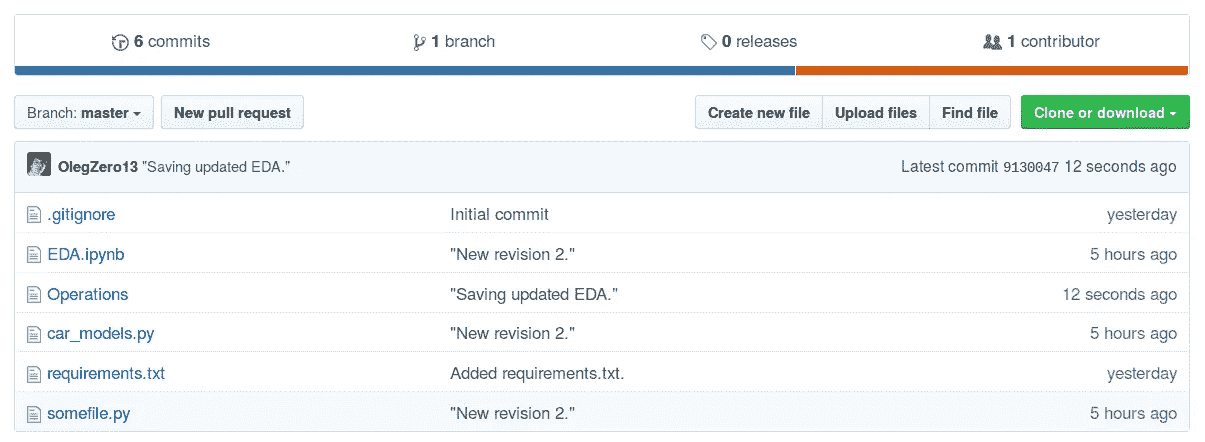 6 commits 1 branch 0 releases 1 contributor
Branch: master New pull request Create new file Upload files Find file Clone or download
OlegZero13 "Saving updated EDA." Latest commit 9130047 12 seconds ago
.gitignore Initial commit yesterday
EDA.ipynb "New revision 2." 5 hours ago
Operations "Saving updated EDA." 12 seconds ago
car_models.py "New revision 2." 5 hours ago
requirements.txt Added requirements.txt. yesterday
somefile.py "New revision 2." 5 hours ago